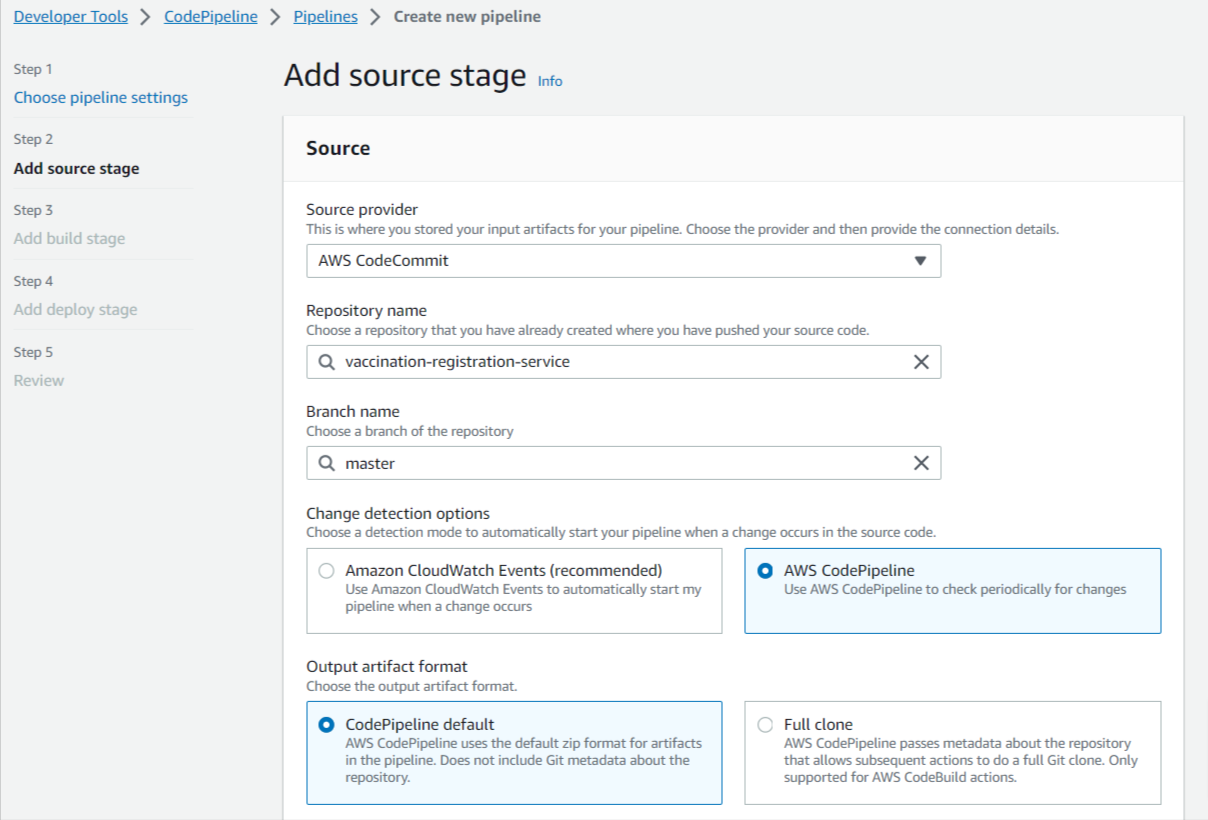 Developer Tools > CodePipeline > Pipelines > Create new pipeline
Step 1
Choose pipeline settings
Step 2
Add source stage
Step 3
Add build stage
Step 4
Add deploy stage
Step 5
Review
Add source stage Info
Source
Source provider
This is where you stored your input artifacts for your pipeline. Choose the provider and then provide the connection details.
AWS CodeCommit
Repository name
Choose a repository that you have already created where you have pushed your source code.
vaccination-registration-service
Branch name
Choose a branch of the repository
master
Change detection options
Choose a detection mode to automatically start your pipeline when a change occurs in the source code.
Amazon CloudWatch Events (recommended)
Use Amazon CloudWatch Events to automatically start my
pipeline when a change occurs
AWS CodePipeline
Use AWS CodePipeline to check periodically for changes
Output artifact format
Choose the output artifact format.
CodePipeline default
AWS CodePipeline uses the default zip format for artifacts
in the pipeline. Does not include Git metadata about the
repository.
Full clone
AWS CodePipeline passes metadata about the repository
that allows subsequent actions to do a full Git clone. Only
supported for AWS CodeBuild actions.